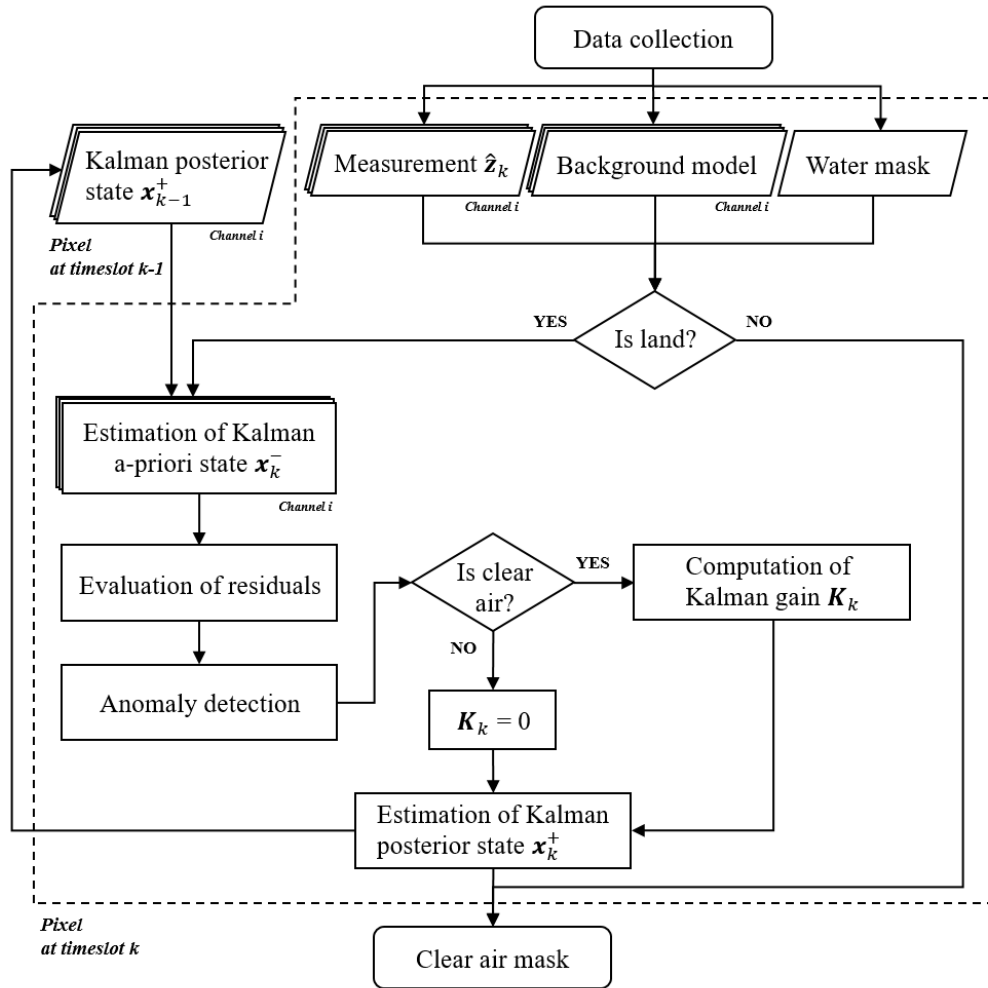 Data collection
Kalman posterior
state 𝒙⁺ₖ₋₁
Channel i
Measurement ẑₖ
Channel i
Background model
Channel i
Water mask
Pixel
at timeslot k-1
YES
Is land?
NO
Estimation of Kalman
a-priori state 𝒙⁻ₖ
Channel i
Evaluation of residuals
Anomaly detection
Is clear
air?
YES
NO
Computation of
Kalman gain 𝑲ₖ
𝑲ₖ = 0
Estimation of Kalman
posterior state 𝒙⁺ₖ
Pixel
at timeslot k
Clear air mask